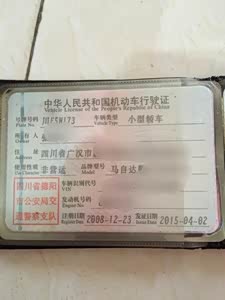 中华人民共和国机动车行驶证
Vehicle License of the People's Republic of China
号牌号码 川F5W173 车辆类型 小型轿车
Plate No. Vehicle Type
所有人
住址 四川省广汉市
Address
使用性质 非营运 品牌型号 马自达
Use Character Model
四川省德阳
市公安局交
通警察支队
车辆识别代号
VIN
发动机号码
Engine No.
注册日期 2008-12-23 发证日期 2015-04-02
Register Date Issue Date